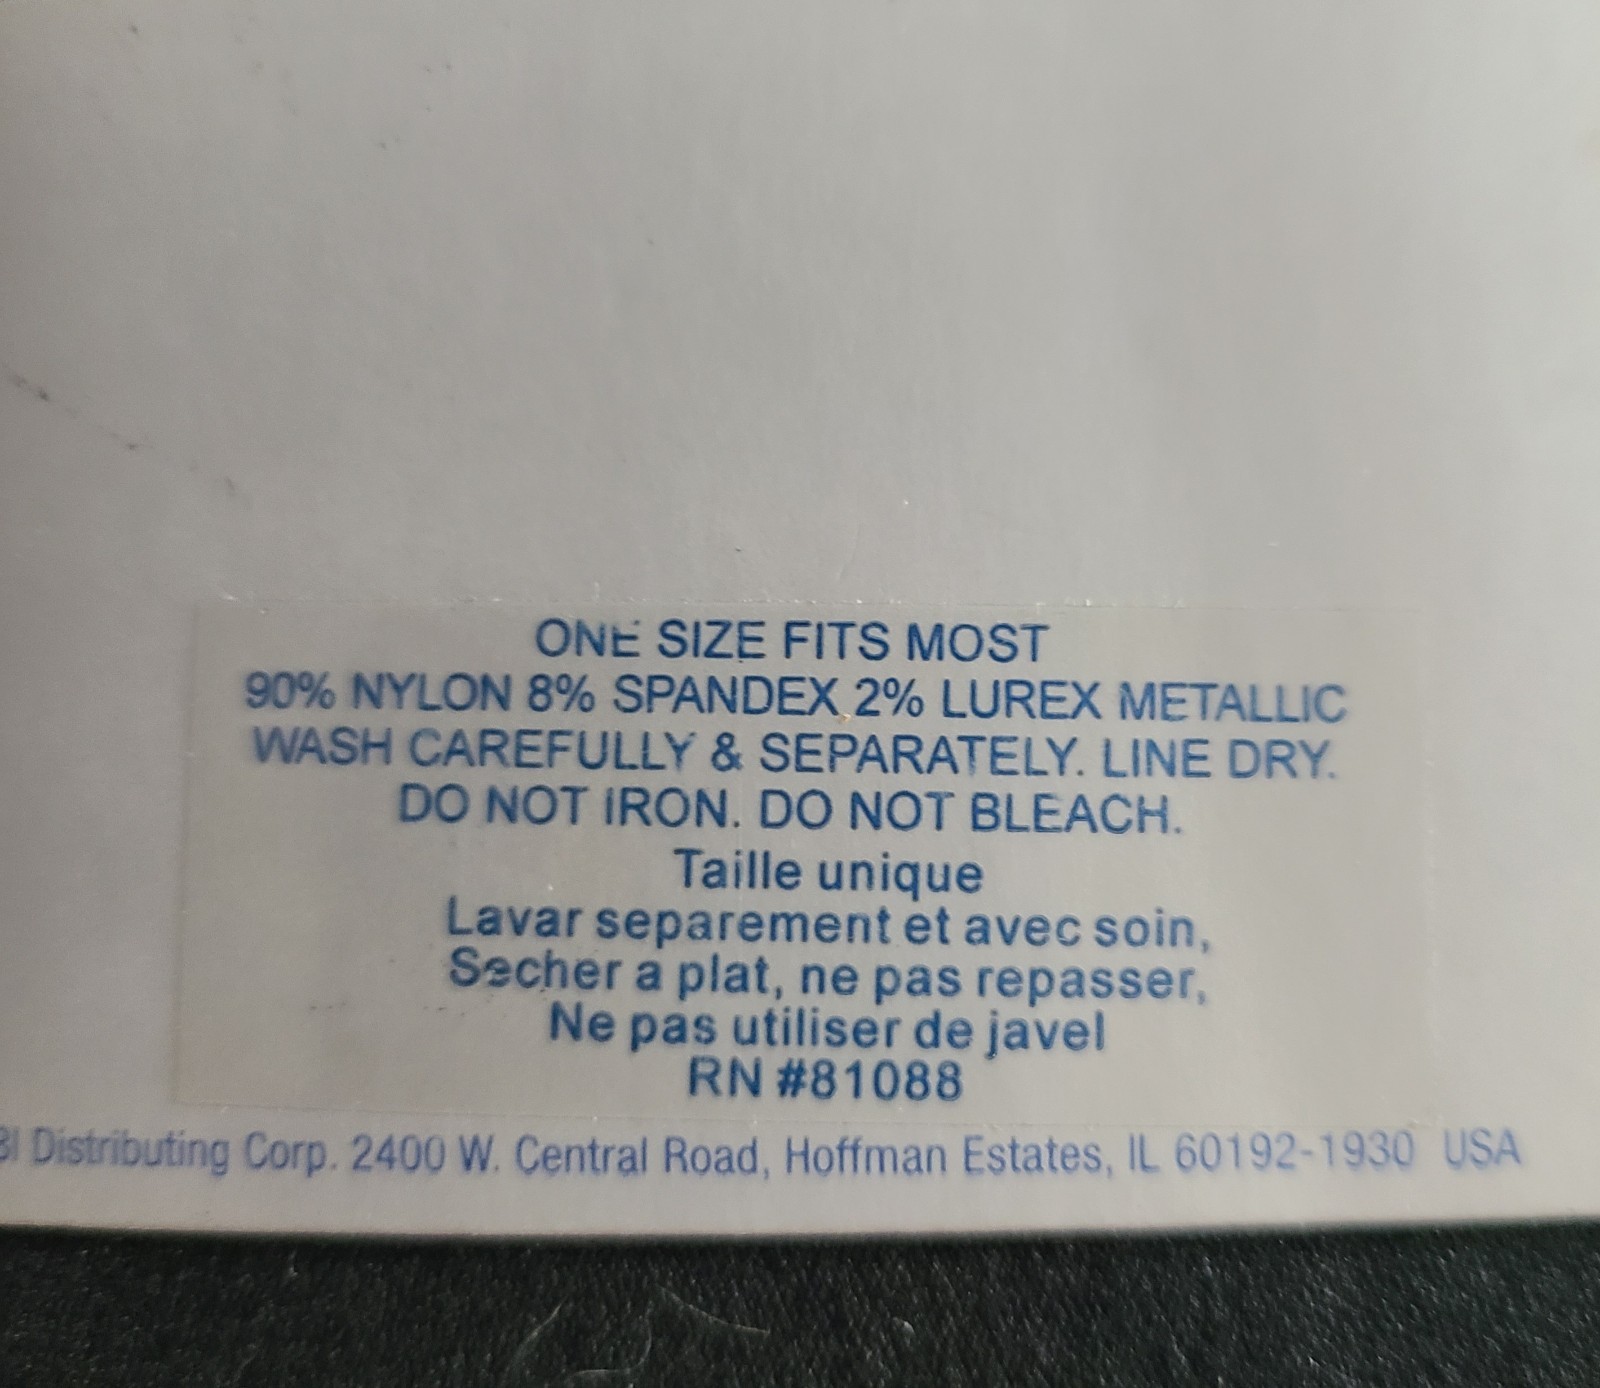 ONE SIZE FITS MOST
90% NYLON 8% SPANDEX 2% LUREX METALLIC
WASH CAREFULLY & SEPARATELY. LINE DRY.
DO NOT IRON. DO NOT BLEACH.
Taille unique
Lavar separement et avec soin,
Secher a plat, ne pas repasser,
Ne pas utiliser de javel
RN #81088
Distributing Corp. 2400 W. Central Road, Hoffman Estates, IL 60192-1930 USA